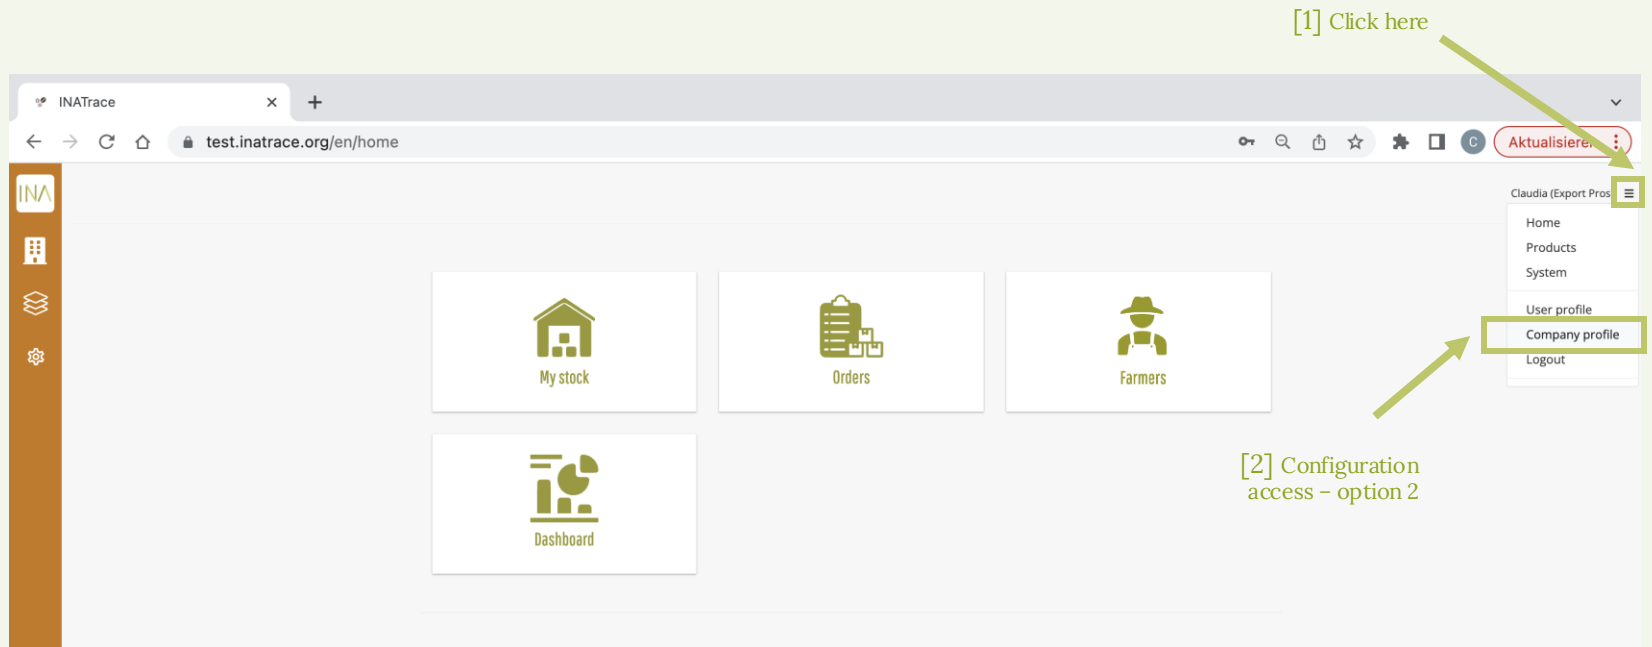 [1] Click here
INATrace
test.inatrace.org/en/home
C
Aktualisieren
INA
Claudia (Export Pros
Home
Products
System
User profile
Company profile
Logout
My stock
Orders
Farmers
[2] Configuration
access – option 2
Dashboard